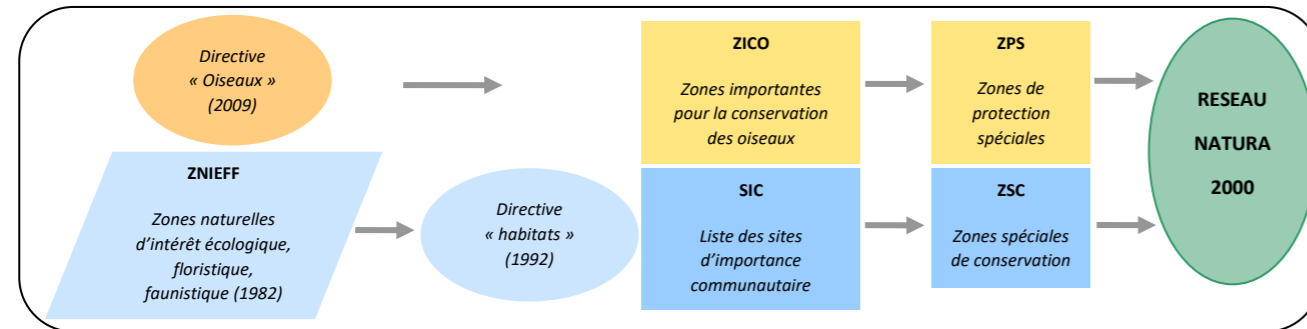 Directive
« Oiseaux »
(2009)
ZICO
Zones importantes
pour la conservation
des oiseaux
ZPS
Zones de
protection
spéciales
RESEAU
NATURA
2000
ZNIEFF
Zones naturelles
d’intérêt écologique,
floristique,
faunistique (1982)
Directive
« habitats »
(1992)
SIC
Liste des sites
d’importance
communautaire
ZSC
Zones spéciales
de conservation